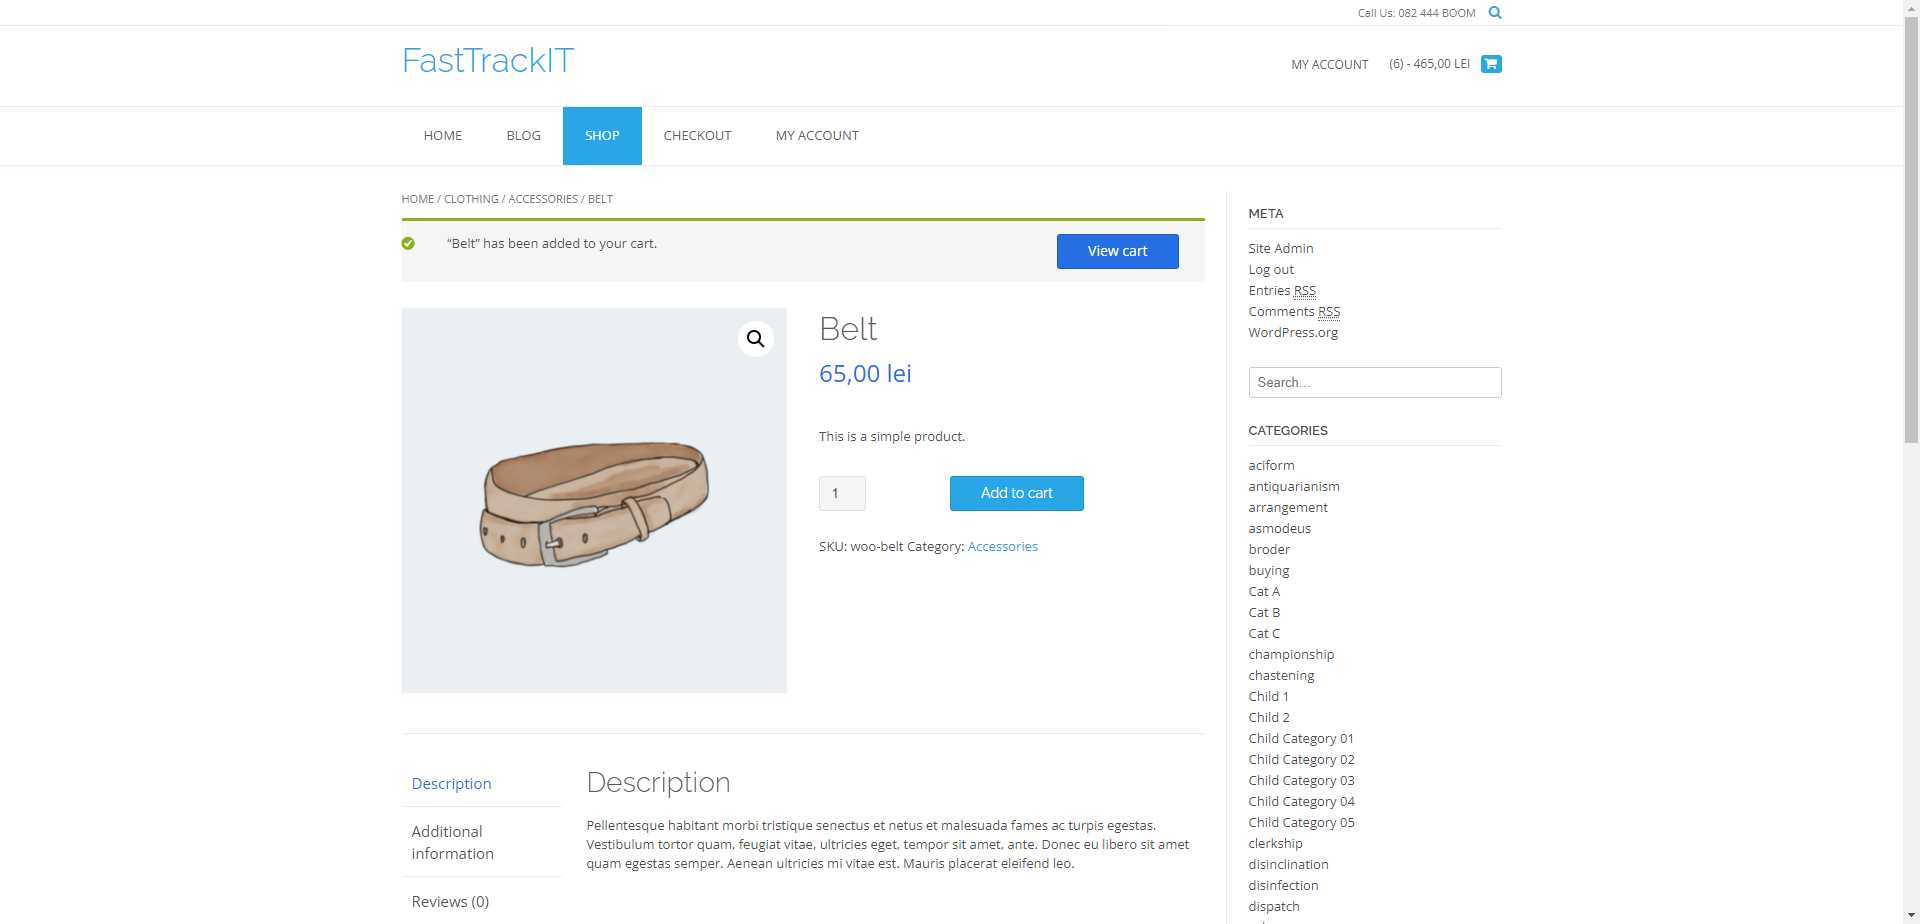 Call Us: 082 444 BOOM
FastTrackIT
MY ACCOUNT
(6) - 465,00 LEI
HOME
BLOG
SHOP
CHECKOUT
MY ACCOUNT
HOME / CLOTHING / ACCESSORIES / BELT
“Belt” has been added to your cart.
View cart
Belt
65,00 lei
This is a simple product.
1
Add to cart
SKU: woo-belt Category: Accessories
Description
Additional
information
Reviews (0)
Description
Pellentesque habitant morbi tristique senectus et netus et malesuada fames ac turpis egestas.
Vestibulum tortor quam, feugiat vitae, ultricies eget, tempor sit amet, ante. Donec eu libero sit amet
quam egestas semper. Aenean ultricies mi vitae est. Mauris placerat eleifend leo.
META
Site Admin
Log out
Entries RSS
Comments RSS
WordPress.org
Search…
CATEGORIES
aciform
antiquarianism
arrangement
asmodeus
broder
buying
Cat A
Cat B
Cat C
championship
chastening
Child 1
Child 2
Child Category 01
Child Category 02
Child Category 03
Child Category 04
Child Category 05
clerkship
disinclination
disinfection
dispatch